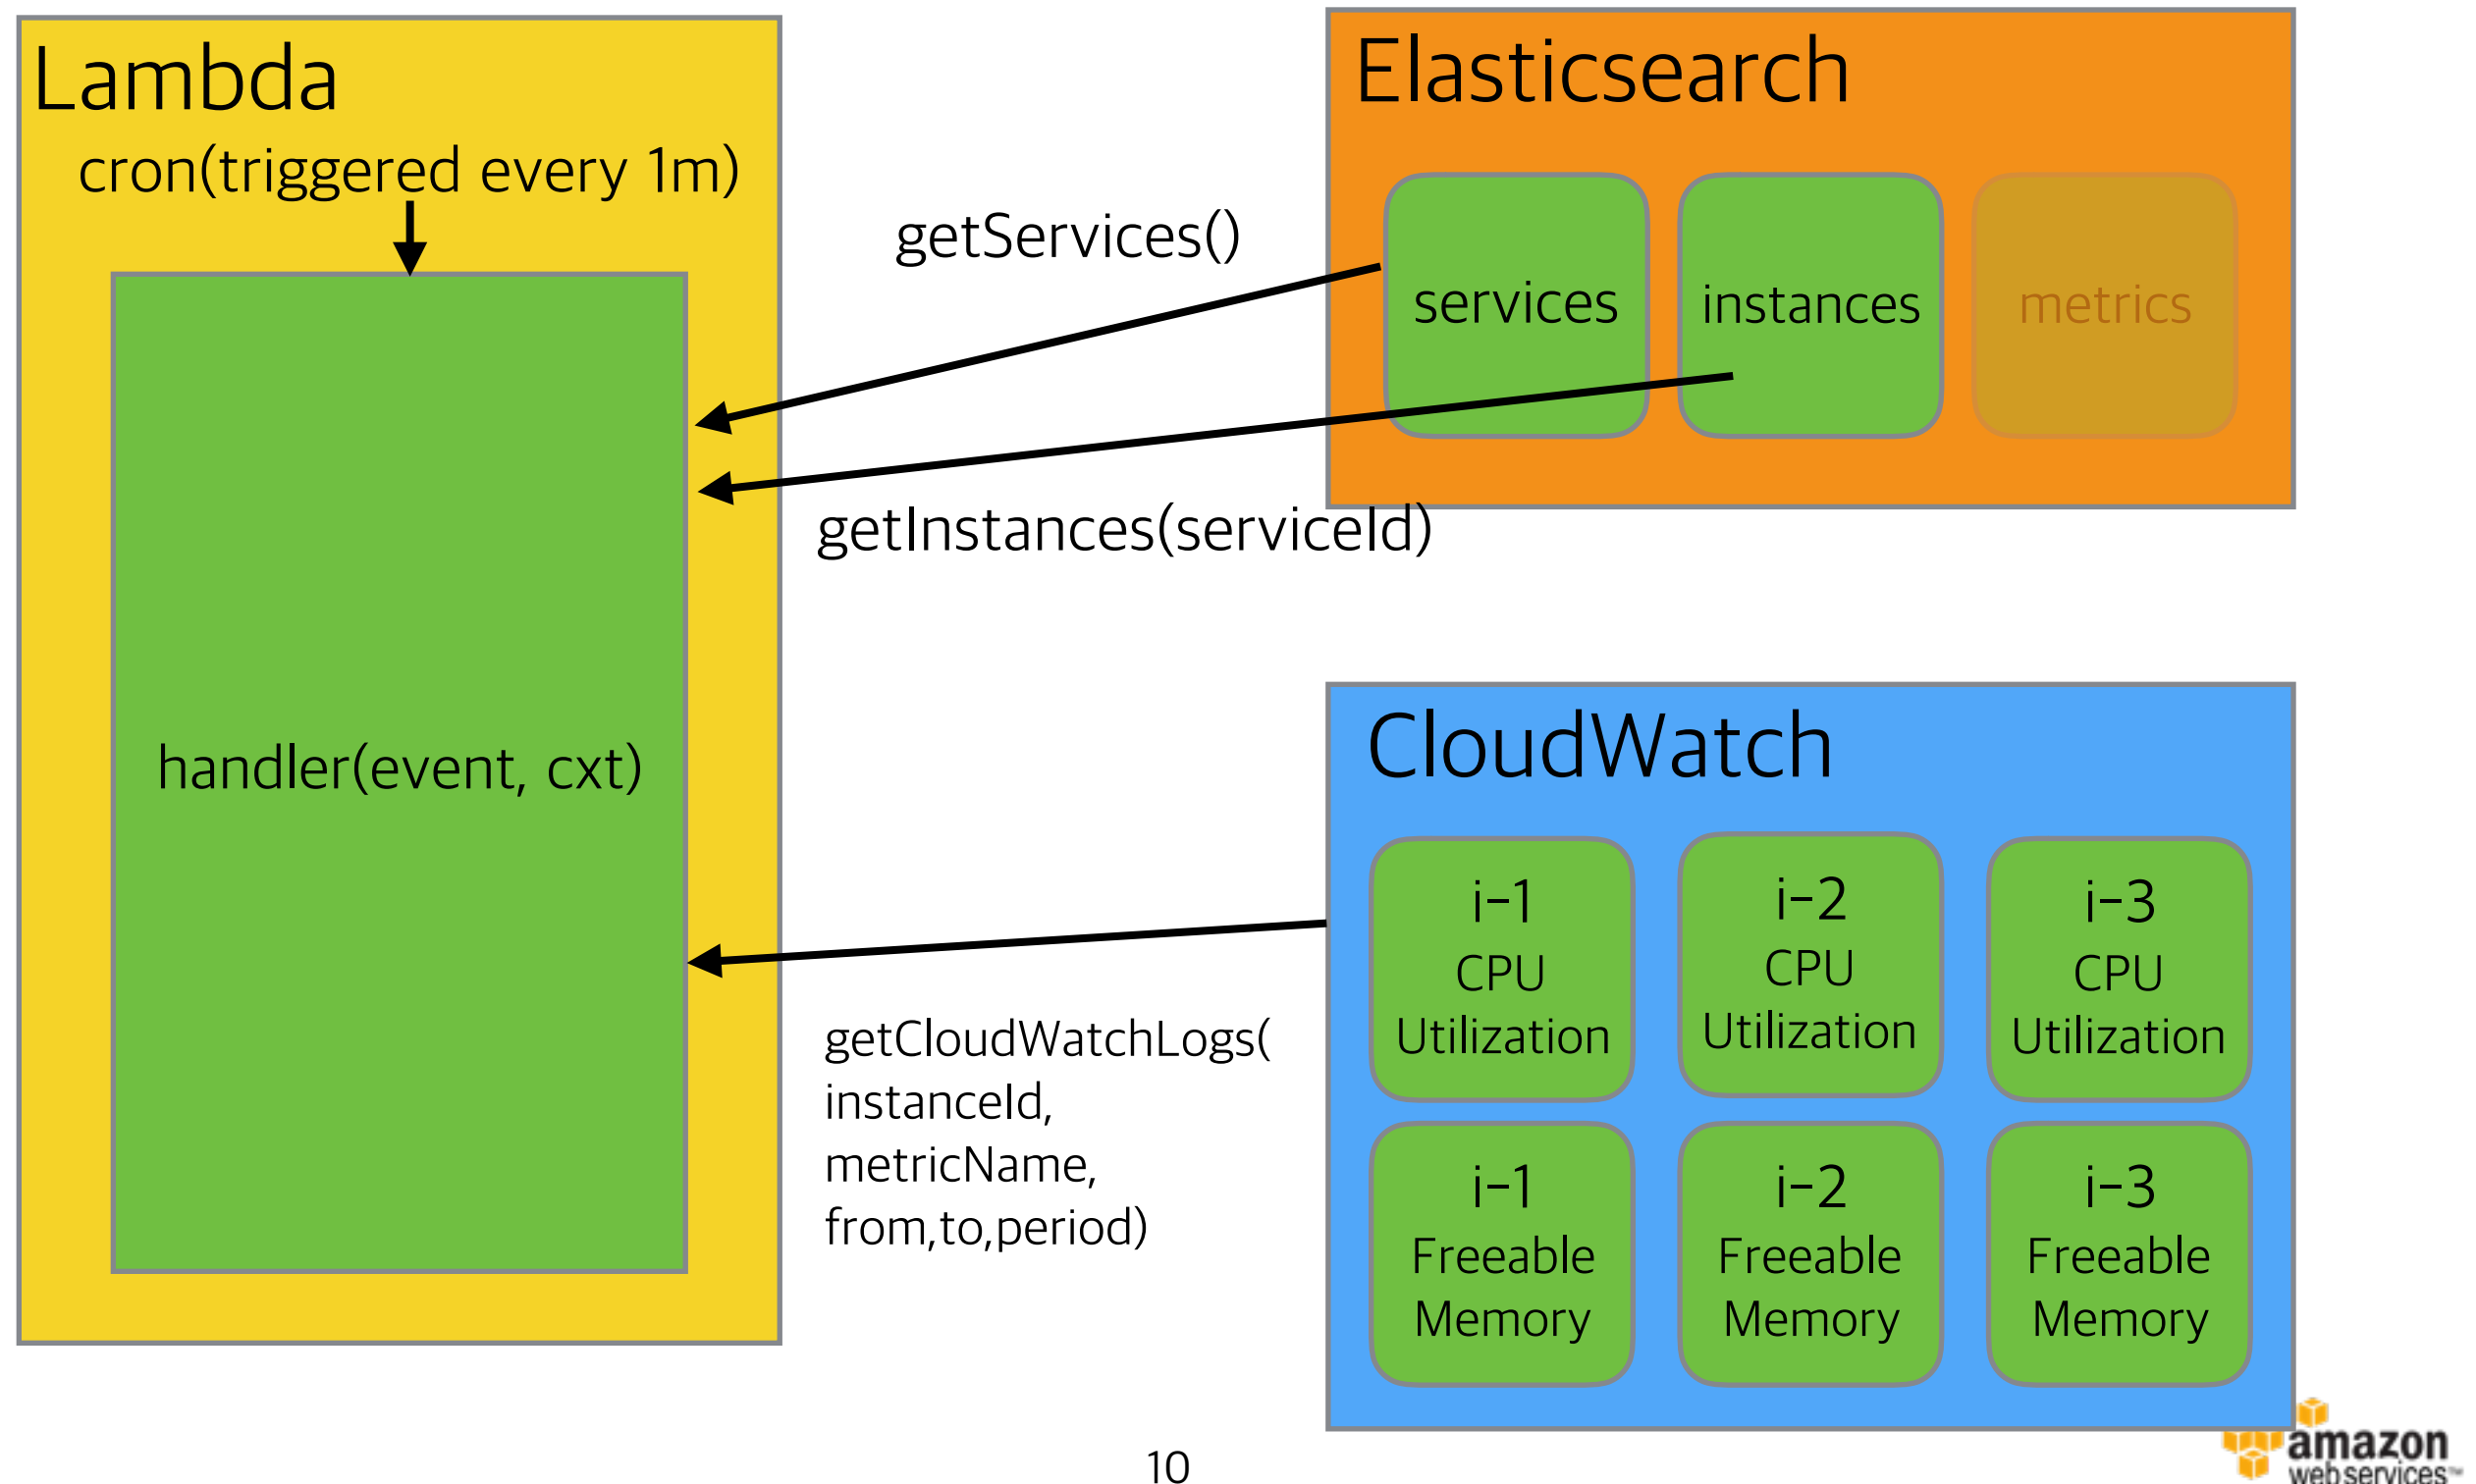 Lambda
cron(triggered every 1m)
handler(event, cxt)
getServices()
getInstances(serviceId)
Elasticsearch
services
instances
metrics
getCloudWatchLogs(
instanceId,
metricName,
from,to,period)
CloudWatch
i-1
CPU
Utilization
i-2
CPU
Utilization
i-3
CPU
Utilization
i-1
Freeable
Memory
i-2
Freeable
Memory
i-3
Freeable
Memory
10
amazon
web services™